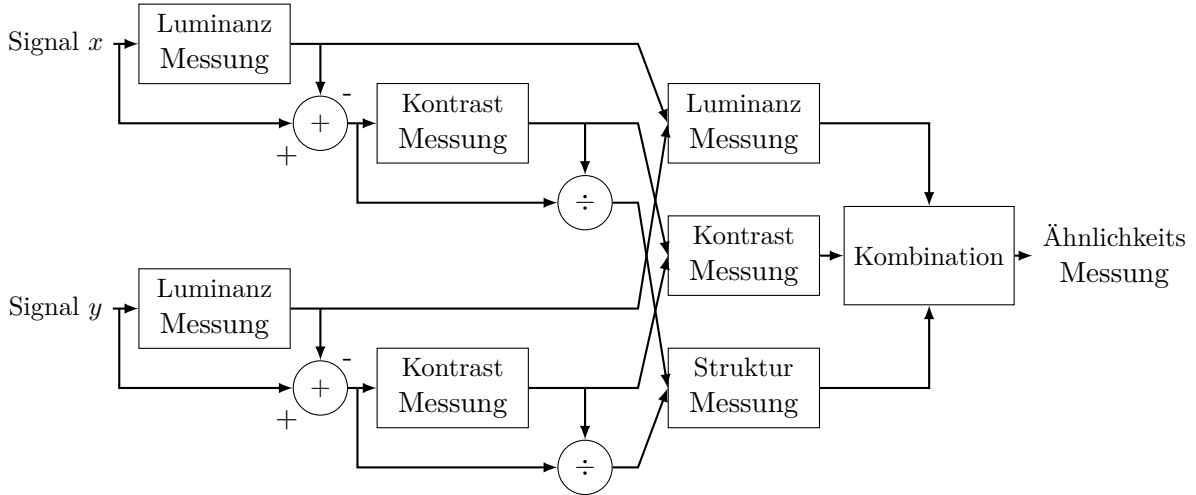 Signal x
Luminanz
Messung
-
+
+
Kontrast
Messung
÷
Luminanz
Messung
Kontrast
Messung
Kombination
Ähnlichkeits
Messung
Signal y
Luminanz
Messung
-
+
+
Kontrast
Messung
÷
Struktur
Messung